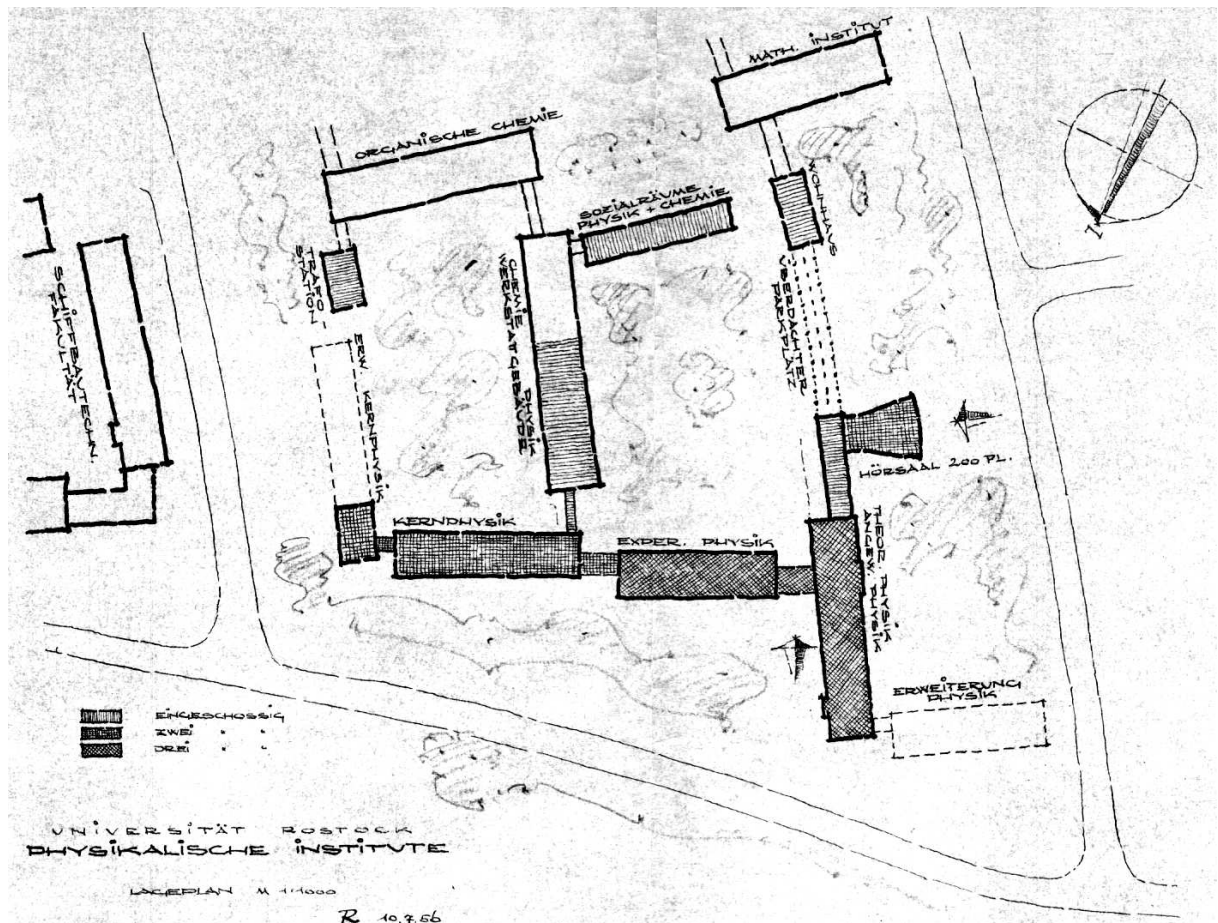 MATH. INSTITUT
ORGANISCHE CHEMIE
SOZIALRÄUME
PHYSIK + CHEMIE
WOHNHAUS
TRAFO
STATION
SCHIFFBAUTECHN.
FAKULTÄT
CHEMIE PHYSIK
WERKSTATTGEBÄUDE
ÜBERDACHTER
PARKPLATZ
ERW. KERNPHYSIK
HÖRSAAL 200 PL.
KERNPHYSIK
EXPER. PHYSIK
THEOR. PHYSIK
ANGEW. PHYSIK
ERWEITERUNG
PHYSIK
N
EINGESCHOSSIG
ZWEI " "
DREI " "
UNIVERSITÄT ROSTOCK
PHYSIKALISCHE INSTITUTE
LAGEPLAN M 1:1000
R 10.7.56